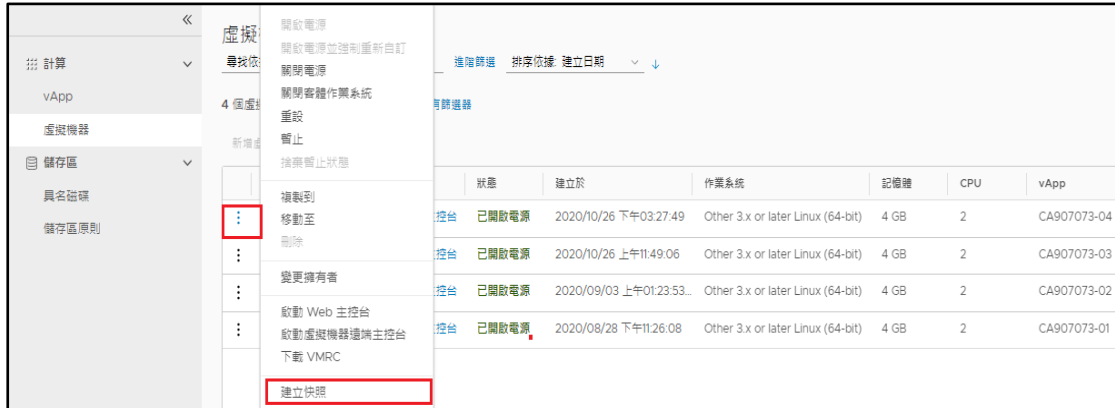 «
計算
vApp
虛擬機器
儲存區
具名磁碟
儲存區原則
虛擬
尋找依
進階篩選 排序依據: 建立日期
4 個虛擬
有篩選器
新增虛
開啟電源
開啟電源並強制重新自訂
關閉電源
關閉客體作業系統
重設
暫止
捨棄暫止狀態
複製到
移動至
刪除
變更擁有者
啟動 Web 主控台
啟動虛擬機器遠端主控台
下載 VMRC
建立快照
狀態 建立於 作業系統 記憶體 CPU vApp
主控台 已開啟電源 2020/10/26 下午03:27:49 Other 3.x or later Linux (64-bit) 4 GB 2 CA907073-04
主控台 已開啟電源 2020/10/26 上午11:49:06 Other 3.x or later Linux (64-bit) 4 GB 2 CA907073-03
主控台 已開啟電源 2020/09/03 上午01:23:53... Other 3.x or later Linux (64-bit) 4 GB 2 CA907073-02
主控台 已開啟電源 2020/08/28 下午11:26:08 Other 3.x or later Linux (64-bit) 4 GB 2 CA907073-01